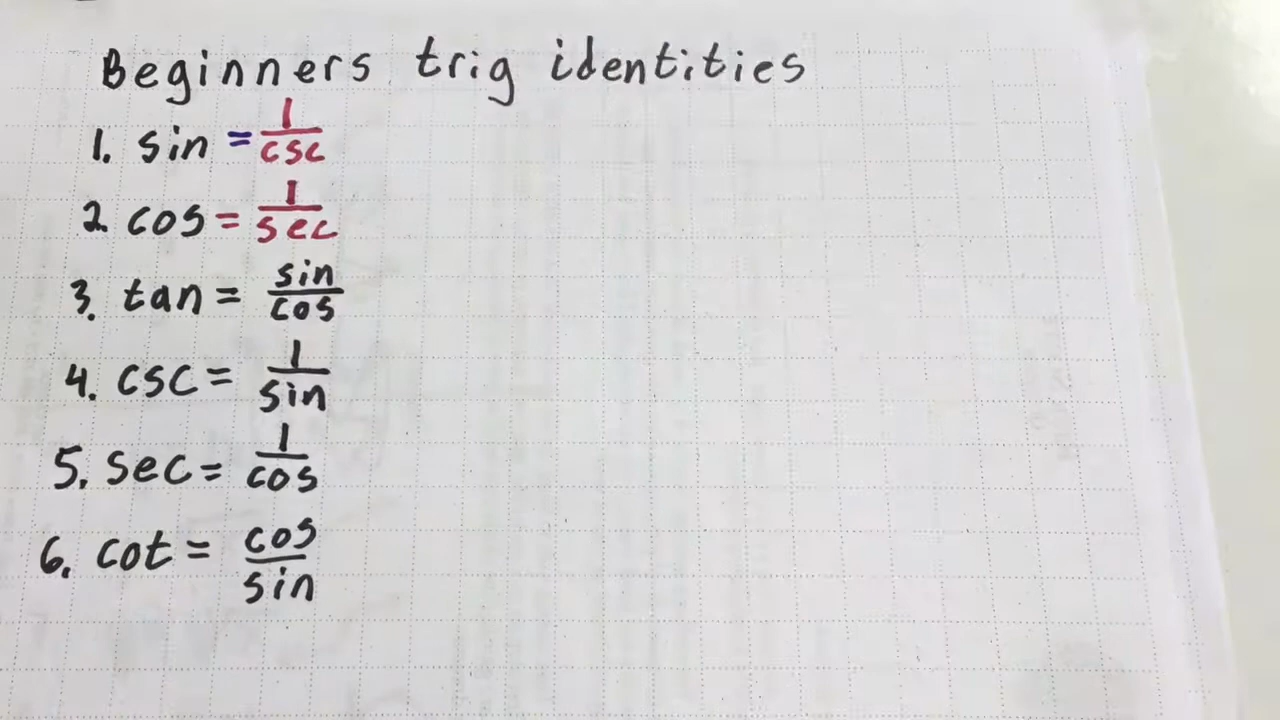 Beginners trig identities
1. sin = 1/csc
2. cos = 1/sec
3. tan = sin/cos
4. csc = 1/sin
5. sec = 1/cos
6. cot = cos/sin